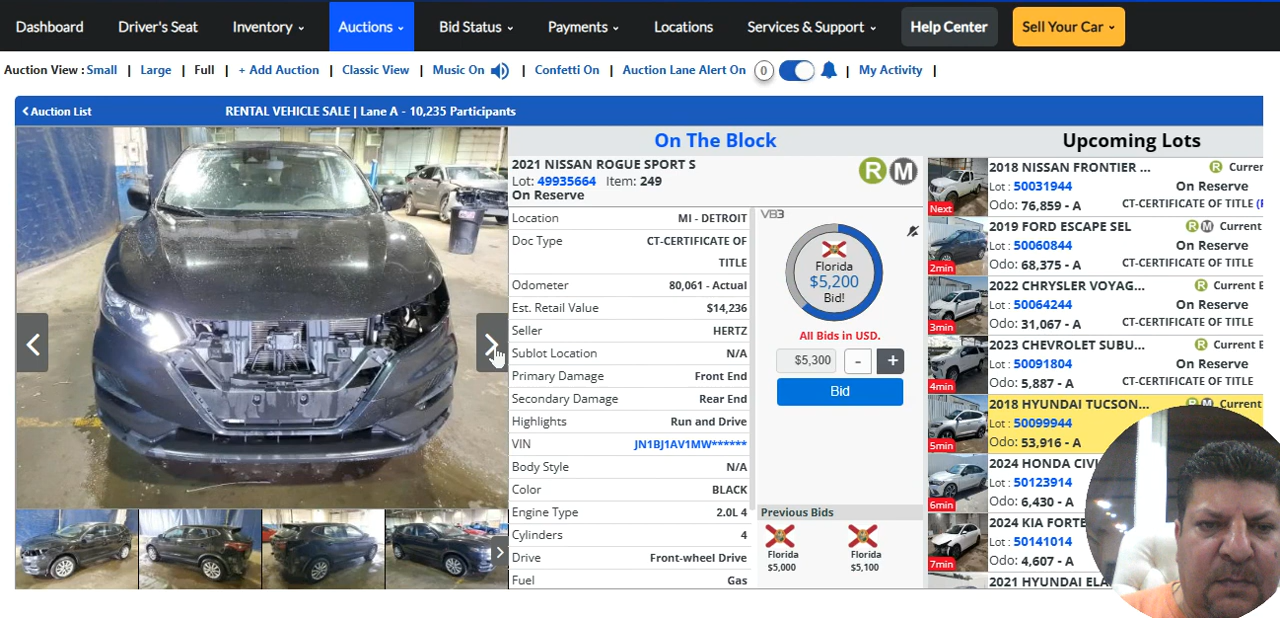 Dashboard Driver's Seat Inventory Auctions Bid Status Payments Locations Services & Support Help Center Sell Your Car
Auction View : Small | Large | Full | + Add Auction | Classic View | Music On | Confetti On | Auction Lane Alert On 0 | My Activity |
Auction List RENTAL VEHICLE SALE | Lane A - 10,235 Participants
On The Block
2021 NISSAN ROGUE SPORT S
Lot: 49935664 Item: 249
On Reserve
R M
Location MI - DETROIT
Doc Type CT-CERTIFICATE OF
TITLE
Odometer 80,061 - Actual
Est. Retail Value $14,236
Seller HERTZ
Sublot Location N/A
Primary Damage Front End
Secondary Damage Rear End
Highlights Run and Drive
VIN JN1BJ1AV1MW******
Body Style N/A
Color BLACK
Engine Type 2.0L 4
Cylinders 4
Drive Front-wheel Drive
Fuel Gas
VB3
Florida
$5,200
Bid!
All Bids in USD.
$5,300 - +
Bid
Previous Bids
Florida Florida
$5,000 $5,100
Upcoming Lots
2018 NISSAN FRONTIER ... R Curre
Lot : 50031944 On Reserve
Odo: 76,859 - A CT-CERTIFICATE OF TITLE
Next
2019 FORD ESCAPE SEL R M Current
Lot : 50060844 On Reserve
Odo: 68,375 - A CT-CERTIFICATE OF TITLE
2min
2022 CHRYSLER VOYAG... R Current
Lot : 50064244 On Reserve
Odo: 31,067 - A CT-CERTIFICATE OF TITLE
3min
2023 CHEVROLET SUBU... R Current
Lot : 50091804 On Reserve
Odo: 5,887 - A CT-CERTIFICATE OF TITLE
4min
2018 HYUNDAI TUCSON... Current
Lot : 50099944
Odo: 53,916 - A
5min
2024 HONDA CIVI
Lot : 50123914
Odo: 6,430 - A
6min
2024 KIA FORTE
Lot : 50141014
Odo: 4,607 - A
7min
2021 HYUNDAI ELA